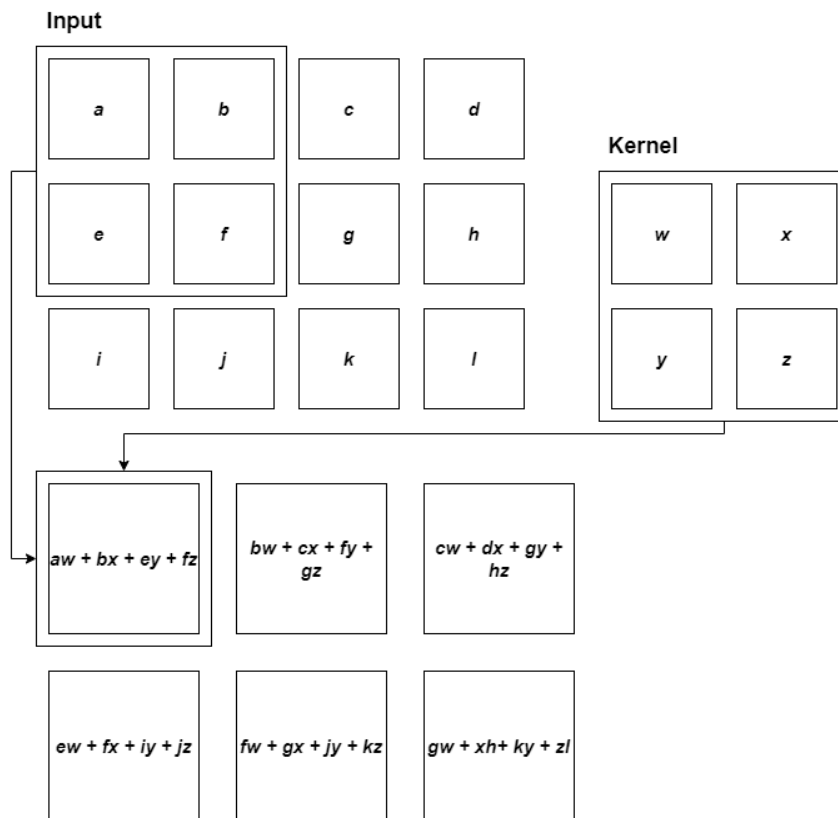 Input
a
b
c
d
Kernel
e
f
g
h
w
x
i
j
k
l
y
z
aw + bx + ey + fz
bw + cx + fy +
gz
cw + dx + gy +
hz
ew + fx + iy + jz
fw + gx + jy + kz
gw + xh+ ky + zl